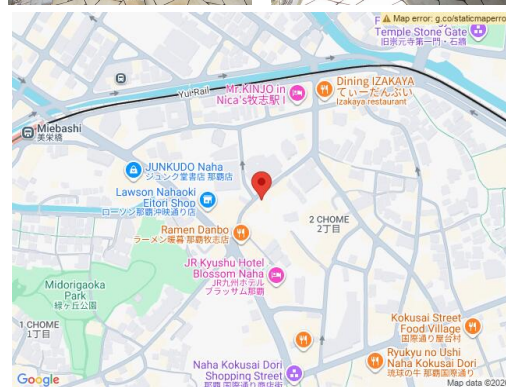 Map error: g.co/staticmaperro
Temple Stone Gate
旧崇元寺第一門・石牆
Yui Rail
Mr.KINJO in
Nica's牧志駅 I
Dining IZAKAYA
てぃーだんぶい
Izakaya restaurant
Miebashi
美栄橋
JUNKUDO Naha
ジュンク堂書店 那覇店
Lawson Nahaoki
Eitori Shop
ローソン那覇沖映通り店
Ramen Danbo
ラーメン暖暮 那覇牧志店
2 CHOME
2丁目
JR Kyushu Hotel
Blossom Naha
JR九州ホテル
ブラッサム那覇
Midorigaoka
Park
緑ヶ丘公園
1 CHOME
1丁目
Kokusai Street
Food Village
国際通り屋台村
Ryukyu no Ushi
Naha Kokusai Dori
琉球の牛 那覇国際通り
Naha Kokusai Dori
Shopping Street
那覇 国際通り商店街
Google
Map data ©202